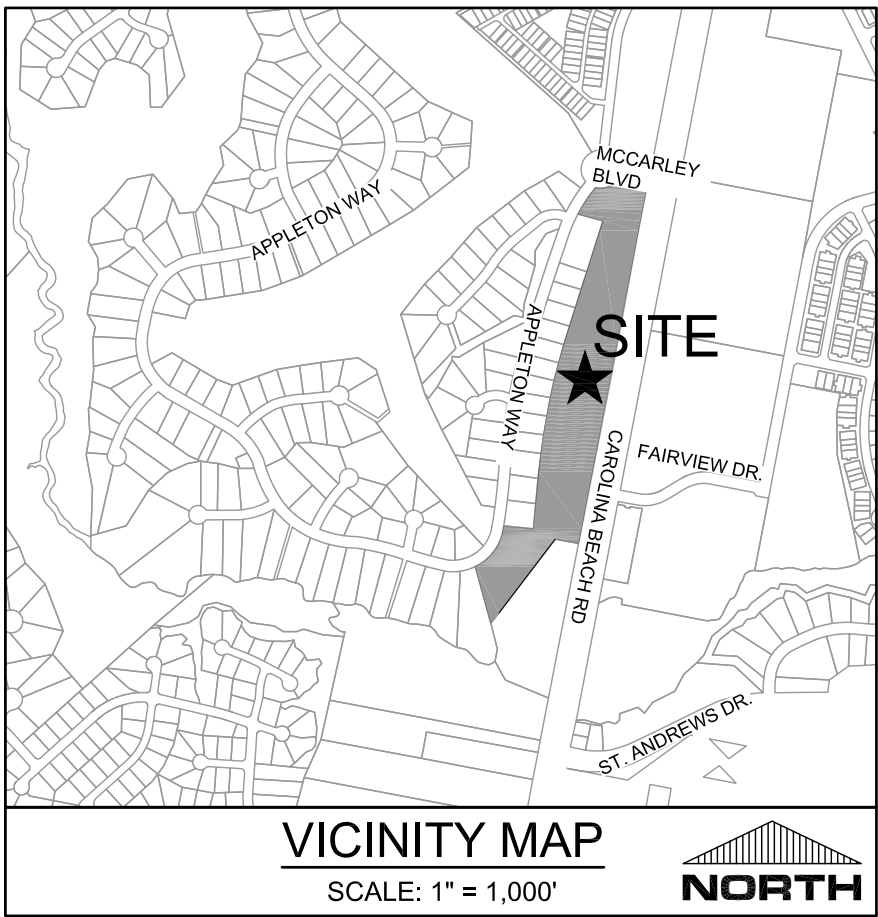 MCCARLEY
BLVD
APPLETON WAY
APPLETON WAY
SITE
CAROLINA BEACH RD
FAIRVIEW DR.
ST. ANDREWS DR.
VICINITY MAP
SCALE: 1" = 1,000'
NORTH